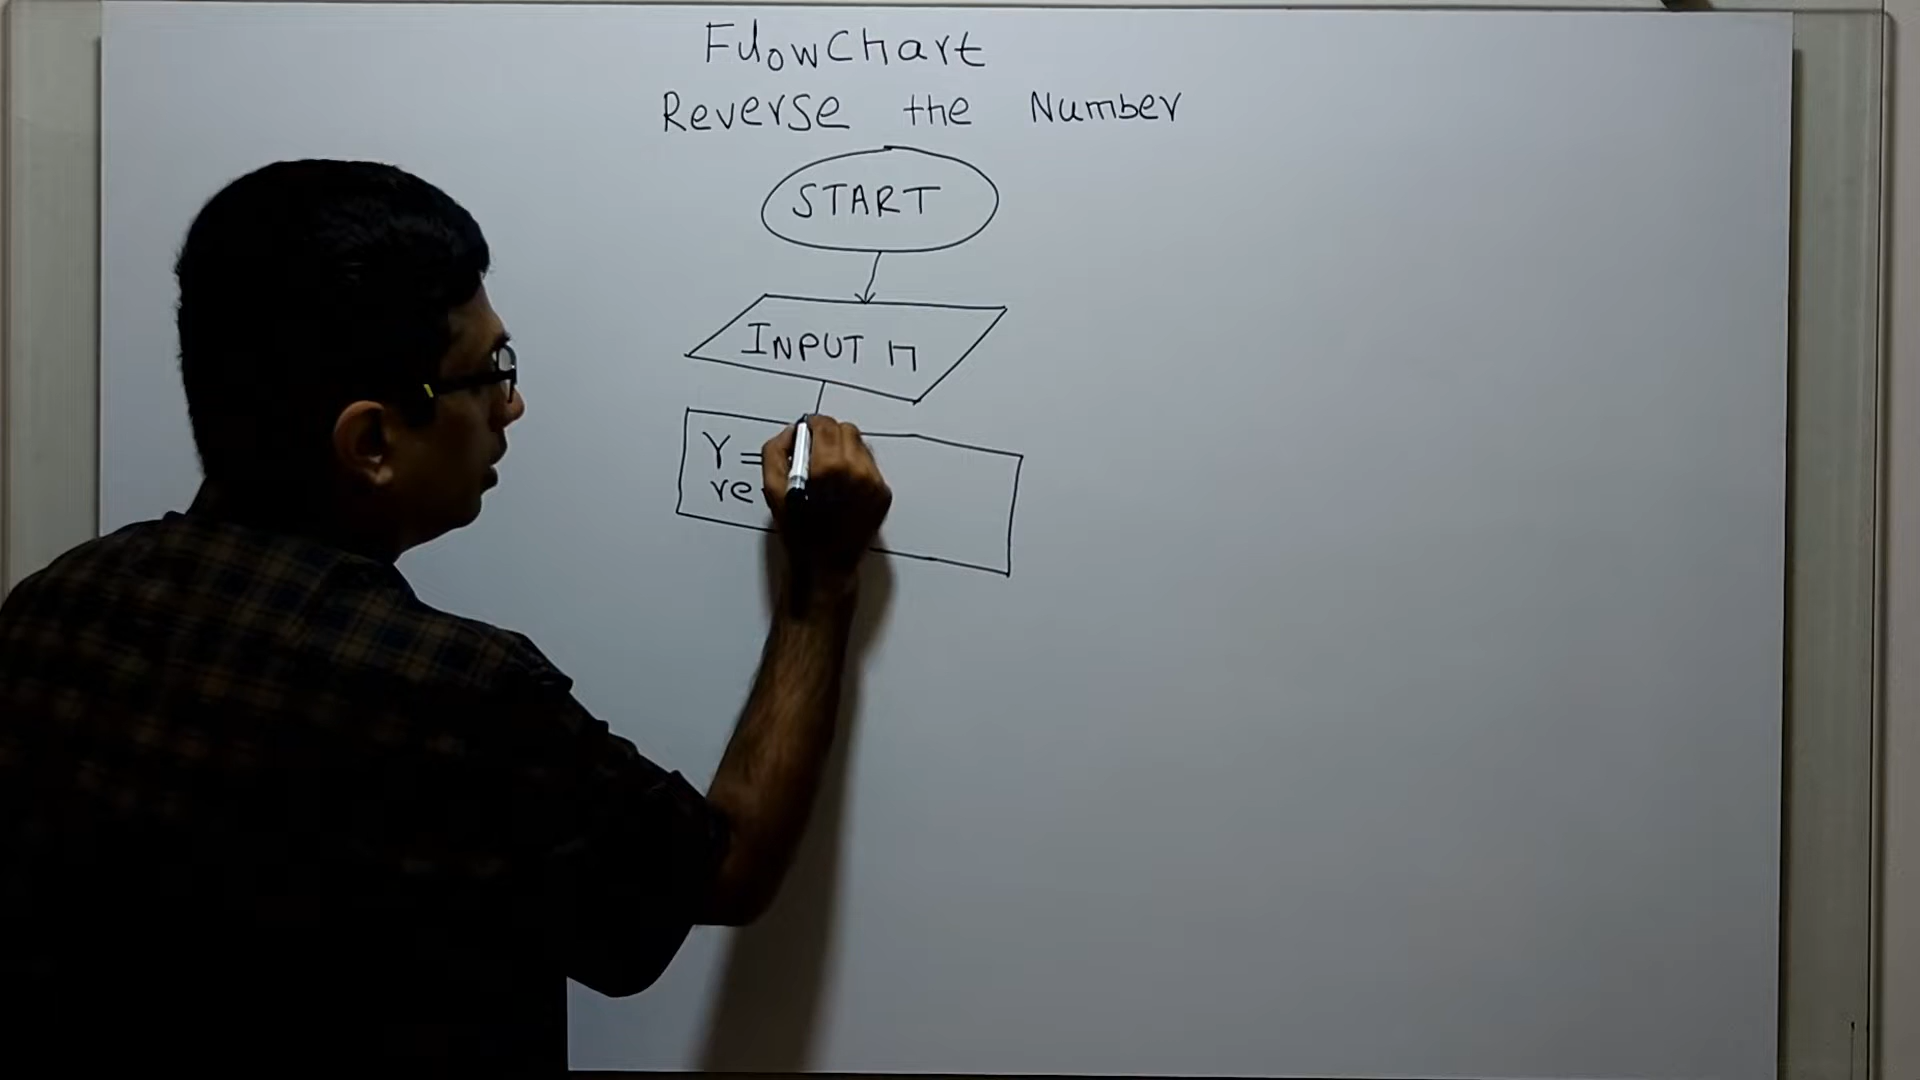 FlowChart
Reverse the Number
START
INPUT n
r =
re